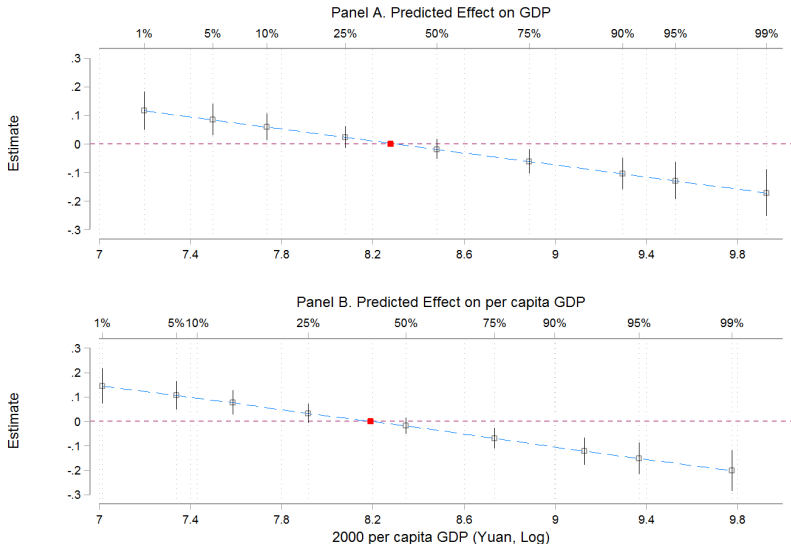 Panel A. Predicted Effect on GDP
1% 5% 10% 25% 50% 75% 90% 95% 99%
Estimate
.3
.2
.1
0
-.1
-.2
-.3
7 7.4 7.8 8.2 8.6 9 9.4 9.8
Panel B. Predicted Effect on per capita GDP
1% 5% 10% 25% 50% 75% 90% 95% 99%
Estimate
.3
.2
.1
0
-.1
-.2
-.3
7 7.4 7.8 8.2 8.6 9 9.4 9.8
2000 per capita GDP (Yuan, Log)